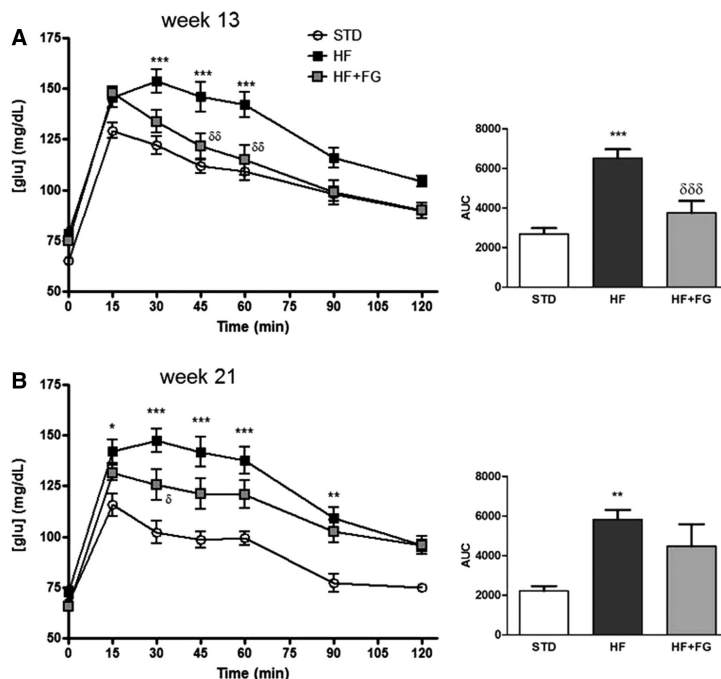 A
week 13
STD
HF
HF+FG
[glu] (mg/dL)
175
150
125
100
75
50
*** *** ***
δδ δδ
0 15 30 45 60 75 90 105 120
Time (min)
AUC
8000
6000
4000
2000
0
***
δδδ
STD HF HF+FG
B
week 21
[glu] (mg/dL)
175
150
125
100
75
50
* *** *** *** **
δ
0 15 30 45 60 75 90 105 120
Time (min)
AUC
8000
6000
4000
2000
0
**
STD HF HF+FG